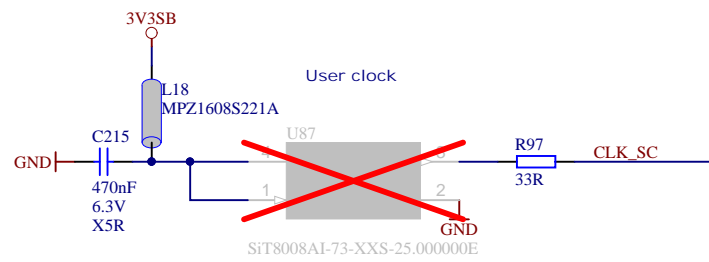 3V3SB
User clock
L18
MPZ1608S221A
C215
U87
R97
GND
4
3
CLK_SC
470nF
33R
6.3V
1
2
X5R
GND
SiT8008AI-73-XXS-25.000000E